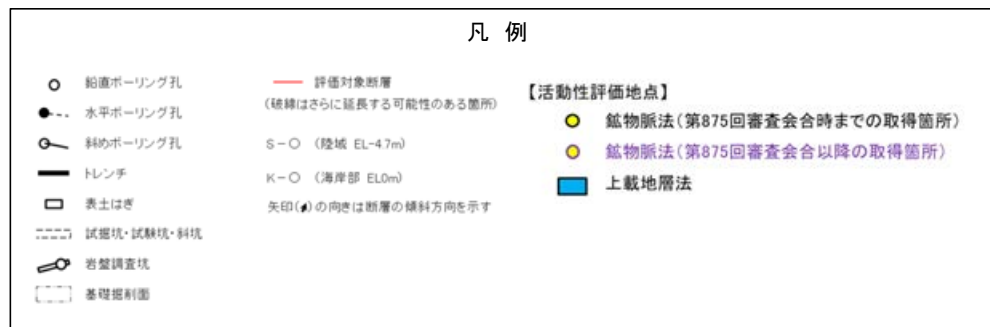 凡 例
鉛直ボーリング孔
水平ボーリング孔
斜めボーリング孔
トレンチ
表土はぎ
試掘坑・試験坑・斜坑
岩盤調査坑
基礎掘削面
評価対象断層
(破線はさらに延長する可能性のある箇所)
S-○ (陸域 EL-4.7m)
K-○ (海岸部 EL0m)
矢印( )の向きは断層の傾斜方向を示す
【活動性評価地点】
鉱物脈法(第875回審査会合時までの取得箇所)
鉱物脈法(第875回審査会合以降の取得箇所)
上載地層法